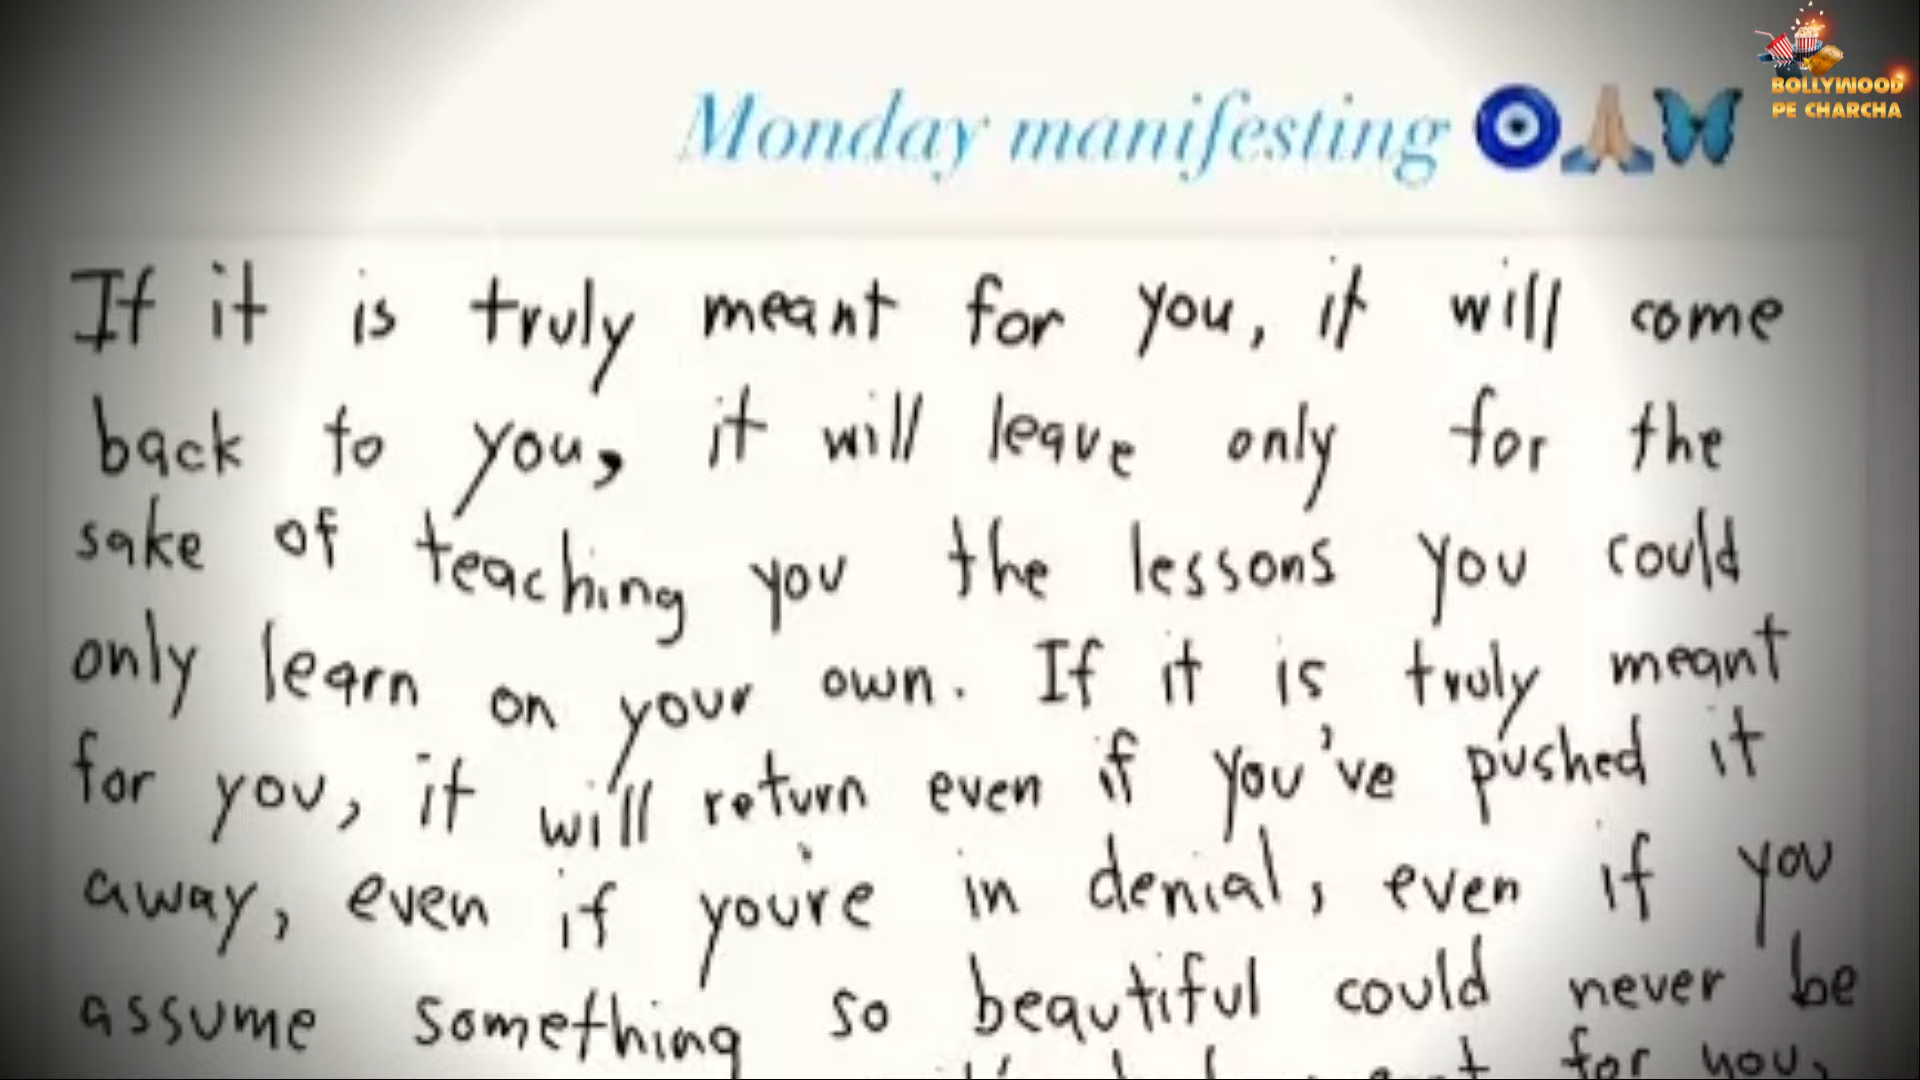 BOLLYWOOD
PE CHARCHA
Monday manifesting 🧿🙏🏼🦋
If it is truly meant for you, it will come
back to you, it will leave only for the
sake of teaching you the lessons you could
only learn on your own. If it is truly meant
for you, it will return even if you've pushed it
away, even if you're in denial, even if you
assume something so beautiful could never be
for you,